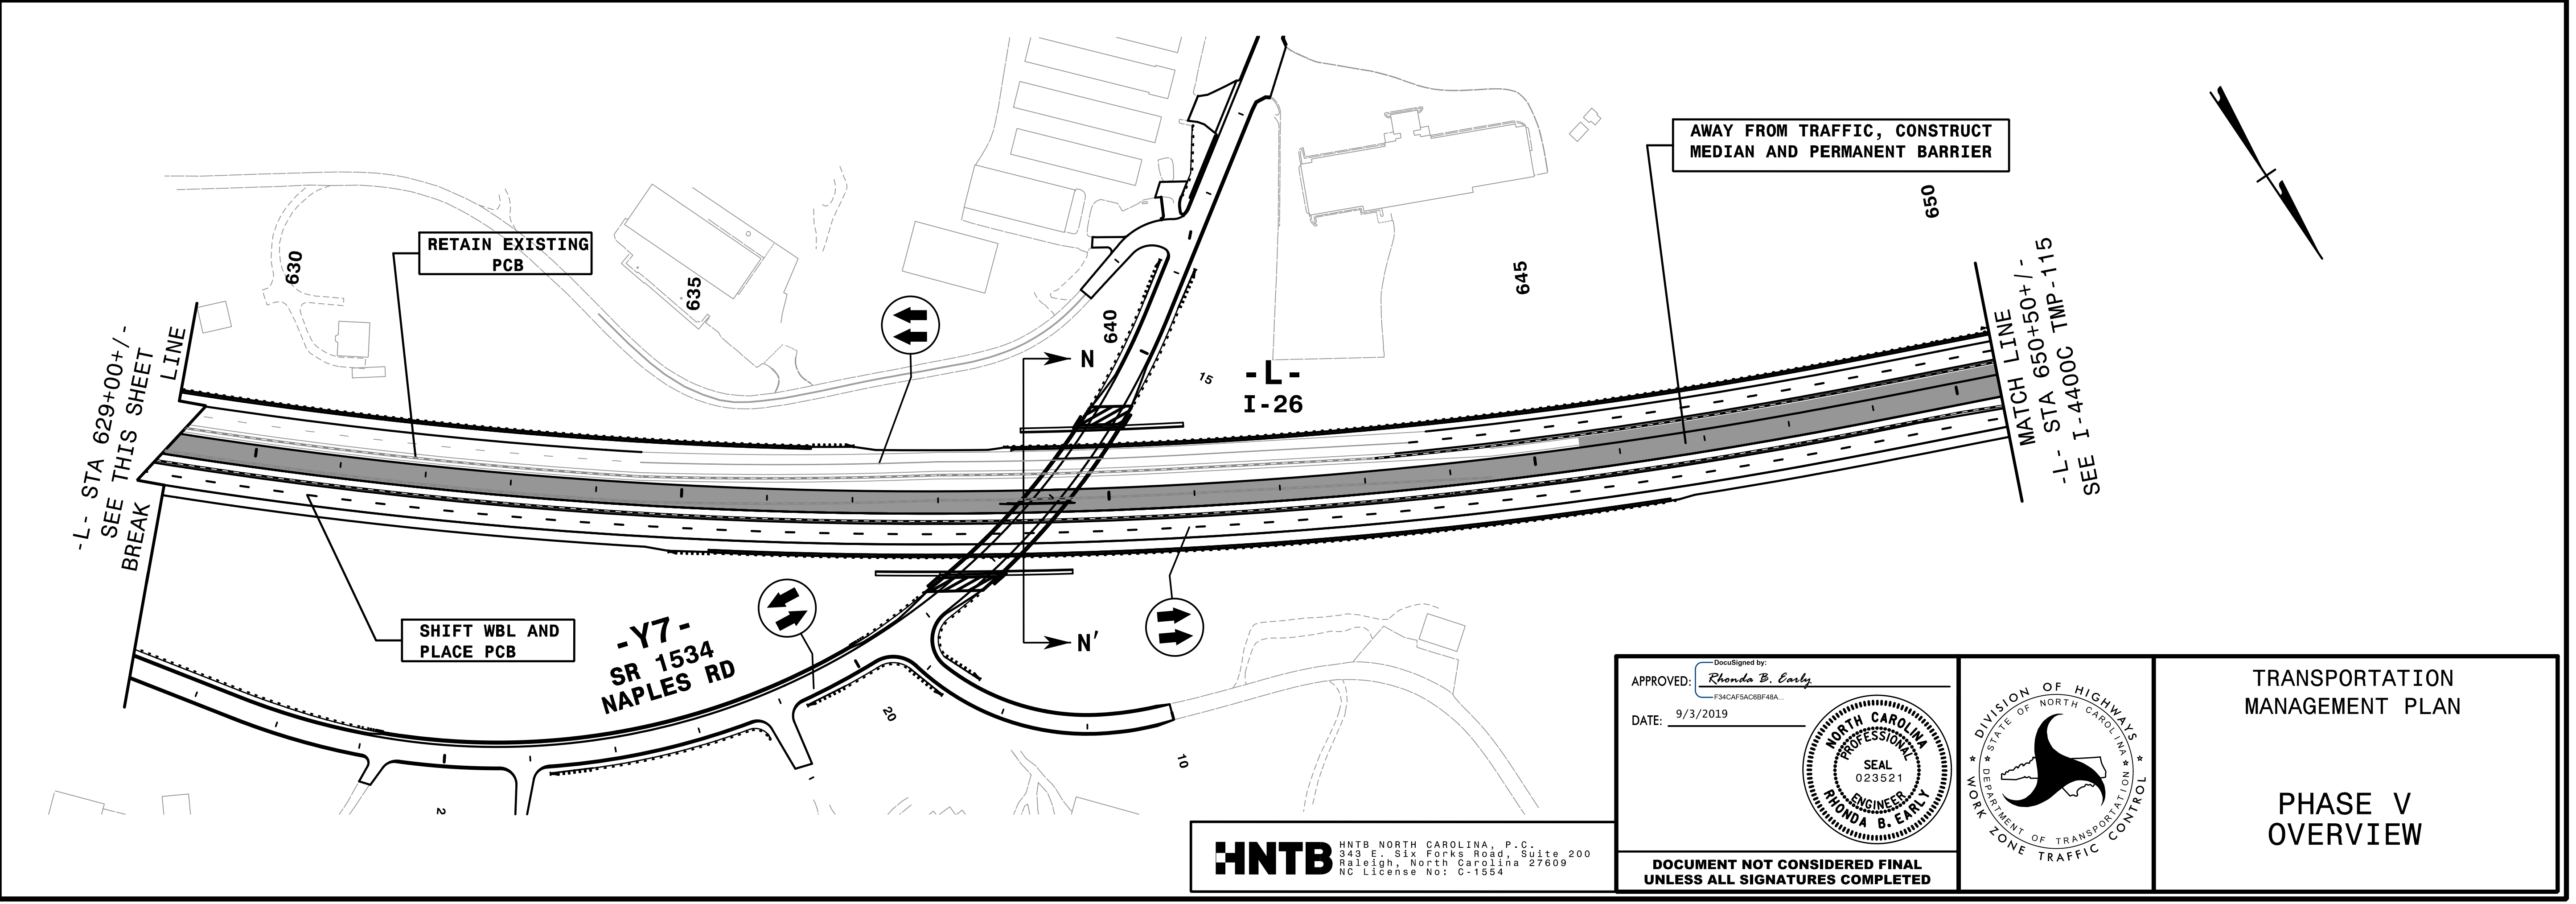 RETAIN EXISTING
PCB
AWAY FROM TRAFFIC, CONSTRUCT
MEDIAN AND PERMANENT BARRIER
630
635
640
645
650
-L- STA 629+00+/-
SEE THIS SHEET
BREAK LINE
N
15
-L-
I-26
MATCH LINE
-L- STA 650+50+/-
SEE I-4400C TMP-115
SHIFT WBL AND
PLACE PCB
-Y7-
SR 1534
NAPLES RD
N'
20
10
2
HNTB
HNTB NORTH CAROLINA, P.C.
343 E. Six Forks Road, Suite 200
Raleigh, North Carolina 27609
NC License No: C-1554
DocuSigned by:
APPROVED: Rhonda B. Early
F34CAF5AC6BF48A...
DATE: 9/3/2019
NORTH CAROLINA
PROFESSIONAL
SEAL
023521
ENGINEER
RHONDA B. EARLY
DOCUMENT NOT CONSIDERED FINAL
UNLESS ALL SIGNATURES COMPLETED
DIVISION OF HIGHWAYS
STATE OF NORTH CAROLINA
DEPARTMENT OF TRANSPORTATION
WORK ZONE TRAFFIC CONTROL
TRANSPORTATION
MANAGEMENT PLAN
PHASE V
OVERVIEW